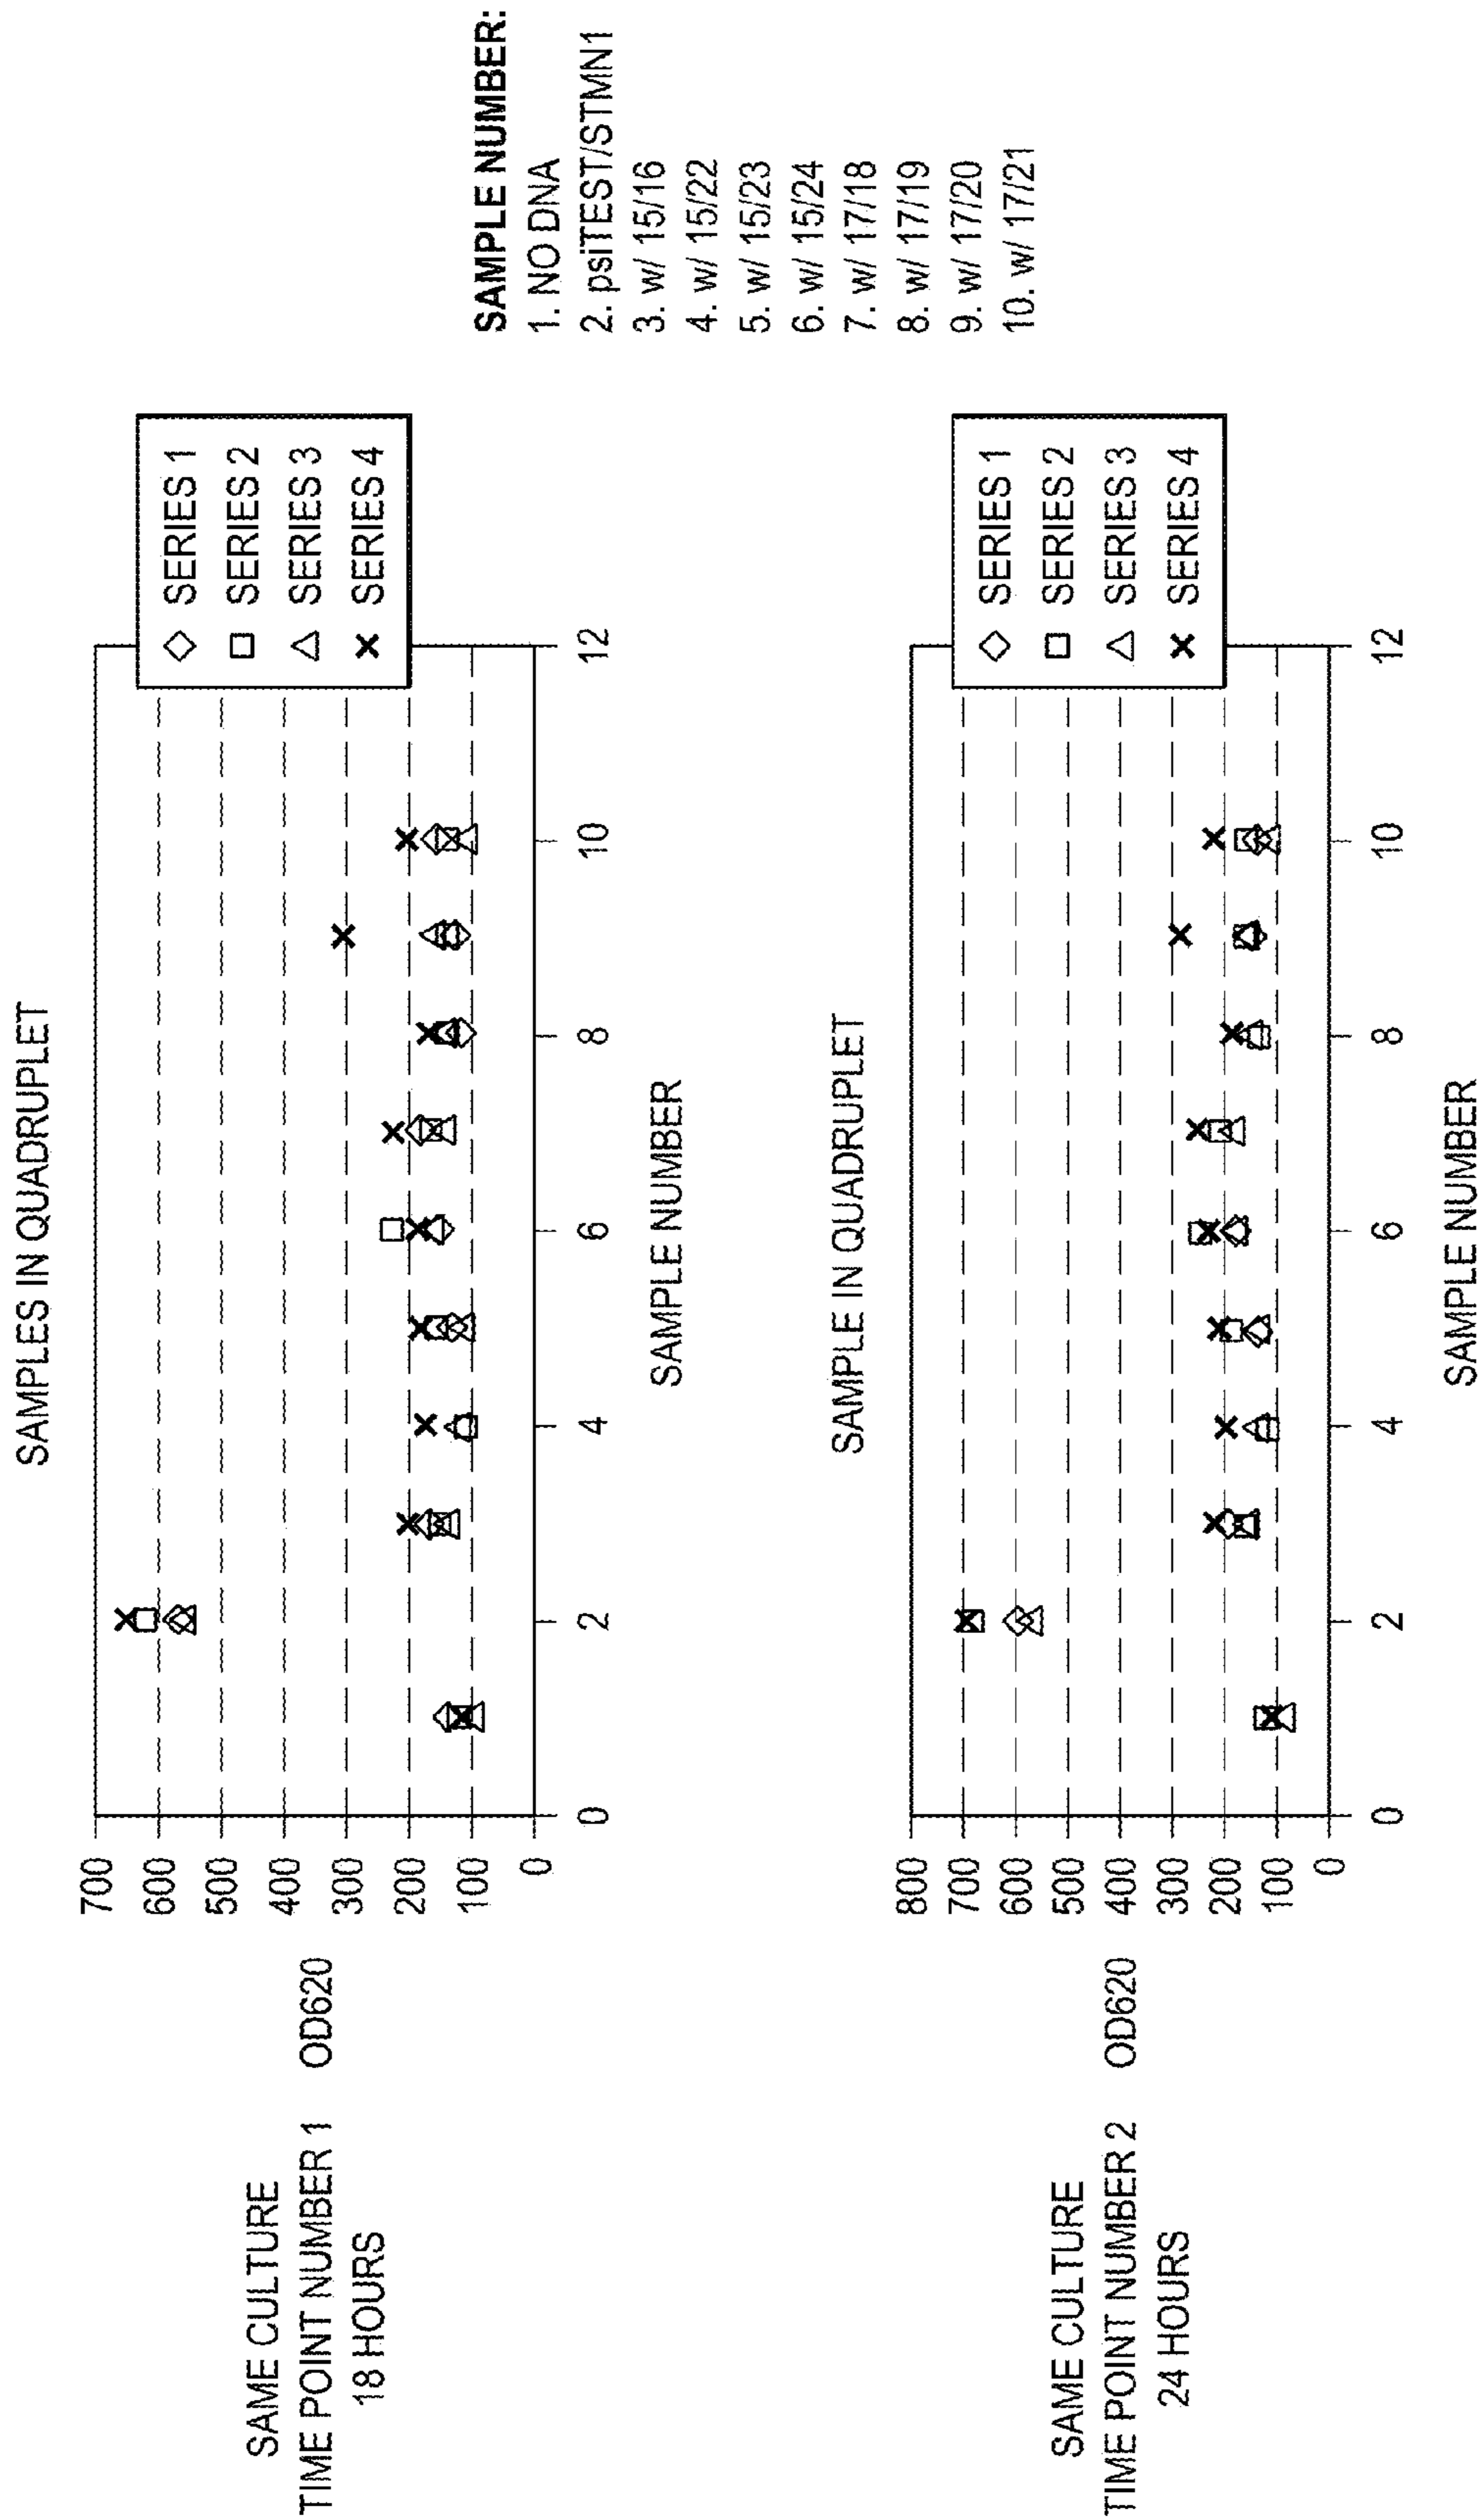 SAMPLES IN QUADRUPLET
SAME CULTURE
TIME POINT NUMBER 1
18 HOURS
OD620
700
600
500
400
300
200
100
0
0
2
4
6
8
10
12
SAMPLE NUMBER
SERIES 1
SERIES 2
SERIES 3
SERIES 4
SAMPLE IN QUADRUPLET
SAME CULTURE
TIME POINT NUMBER 2
24 HOURS
OD620
800
700
600
500
400
300
200
100
0
0
2
4
6
8
10
12
SAMPLE NUMBER
SERIES 1
SERIES 2
SERIES 3
SERIES 4
SAMPLE NUMBER:
1. NO DNA
2. psiTEST/STMN1
3. w/ 15/16
4. w/ 15/22
5. w/ 15/23
6. w/ 15/24
7. w/ 17/18
8. w/ 17/19
9. w/ 17/20
10. w/ 17/21